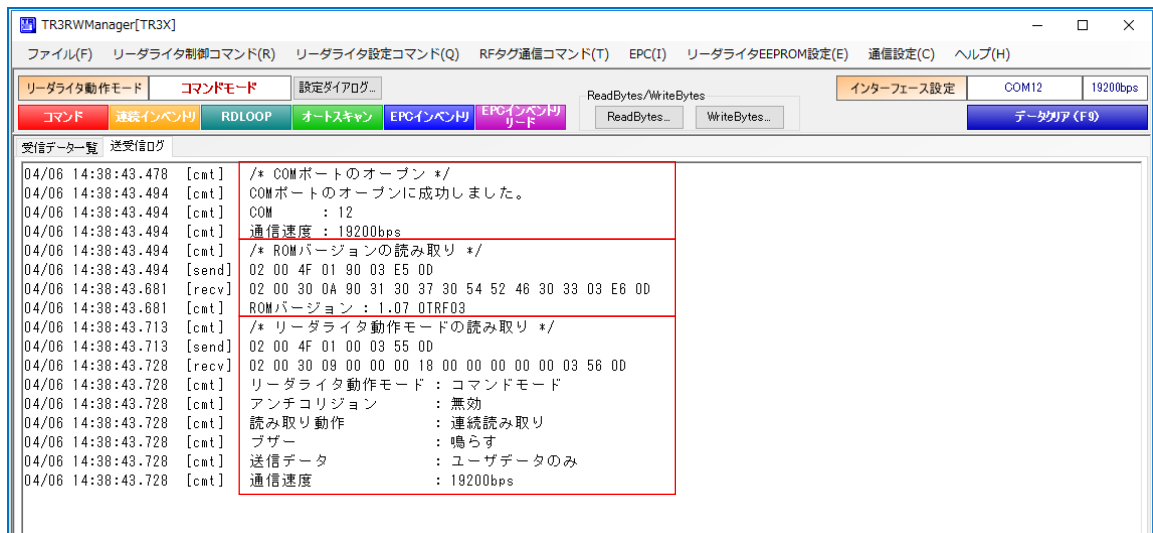 TR3RWManager[TR3X]
ファイル(F) リーダライタ制御コマンド(R) リーダライタ設定コマンド(Q) RFタグ通信コマンド(T) EPC(I) リーダライタEEPROM設定(E) 通信設定(C) ヘルプ(H)
リーダライタ動作モード コマンドモード 設定ダイアログ... ReadBytes/WriteBytes インターフェース設定 COM12 19200bps
コマンド 連続インベントリ RDLOOP オートスキャン EPCインベントリ EPCインベントリリード ReadBytes... WriteBytes... データクリア(F9)
受信データ一覧 送受信ログ
04/06 14:38:43.478 [cmt] /* COMポートのオープン */
04/06 14:38:43.494 [cmt] COMポートのオープンに成功しました。
04/06 14:38:43.494 [cmt] COM : 12
04/06 14:38:43.494 [cmt] 通信速度 : 19200bps
04/06 14:38:43.494 [cmt] /* ROMバージョンの読み取り */
04/06 14:38:43.494 [send] 02 00 4F 01 90 03 E5 0D
04/06 14:38:43.681 [recv] 02 00 30 0A 90 31 30 37 30 54 52 46 30 33 03 E6 0D
04/06 14:38:43.681 [cmt] ROMバージョン : 1.07 0TRF03
04/06 14:38:43.713 [cmt] /* リーダライタ動作モードの読み取り */
04/06 14:38:43.713 [send] 02 00 4F 01 00 03 55 0D
04/06 14:38:43.728 [recv] 02 00 30 09 00 00 00 18 00 00 00 00 00 03 56 0D
04/06 14:38:43.728 [cmt] リーダライタ動作モード : コマンドモード
04/06 14:38:43.728 [cmt] アンチコリジョン : 無効
04/06 14:38:43.728 [cmt] 読み取り動作 : 連続読み取り
04/06 14:38:43.728 [cmt] ブザー : 鳴らす
04/06 14:38:43.728 [cmt] 送信データ : ユーザデータのみ
04/06 14:38:43.728 [cmt] 通信速度 : 19200bps